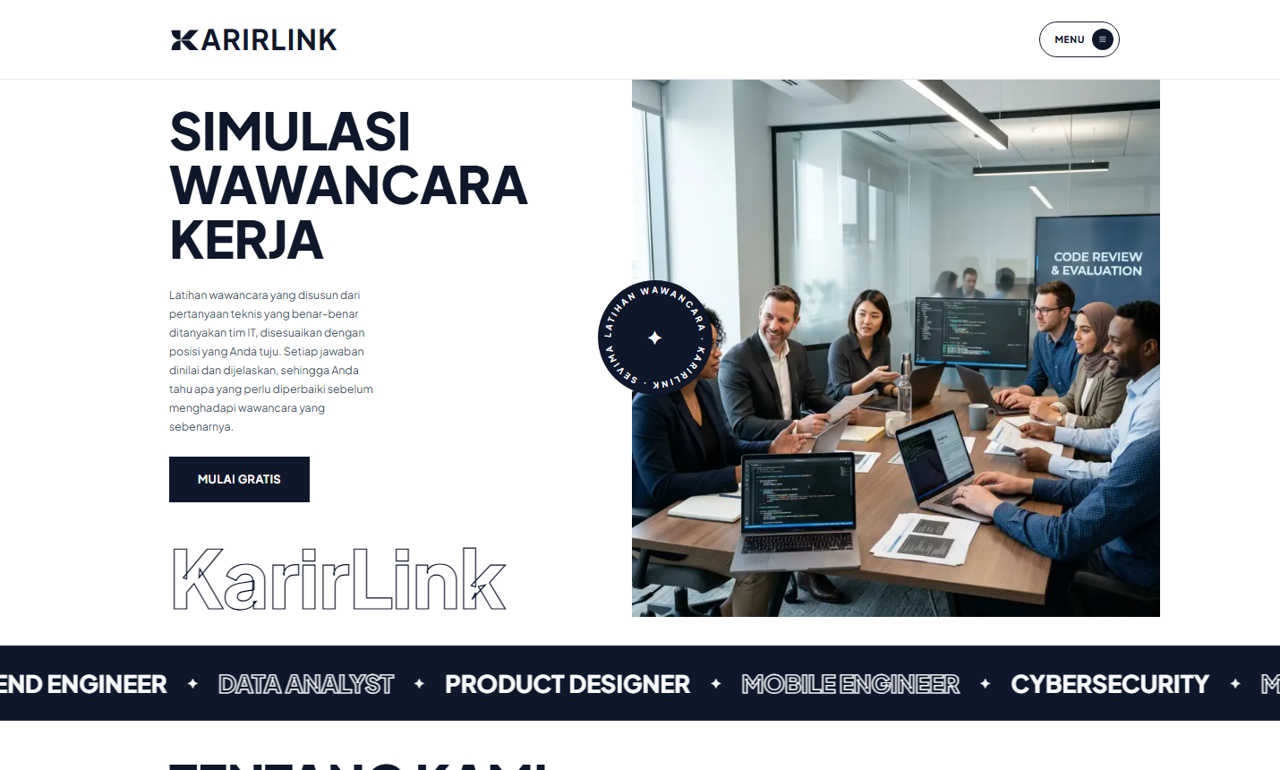 KARIRLINK
MENU
SIMULASI
WAWANCARA
KERJA
Latihan wawancara yang disusun dari
pertanyaan teknis yang benar-benar
ditanyakan tim IT, disesuaikan dengan
posisi yang Anda tuju. Setiap jawaban
dinilai dan dijelaskan, sehingga Anda
tahu apa yang perlu diperbaiki sebelum
menghadapi wawancara yang
sebenarnya.
MULAI GRATIS
KarirLink
LATIHAN WAWANCARA · KARIRLINK · SEVIMA
CODE REVIEW
& EVALUATION
END ENGINEER ✦ DATA ANALYST ✦ PRODUCT DESIGNER ✦ MOBILE ENGINEER ✦ CYBERSECURITY ✦
TENTANG KAMI